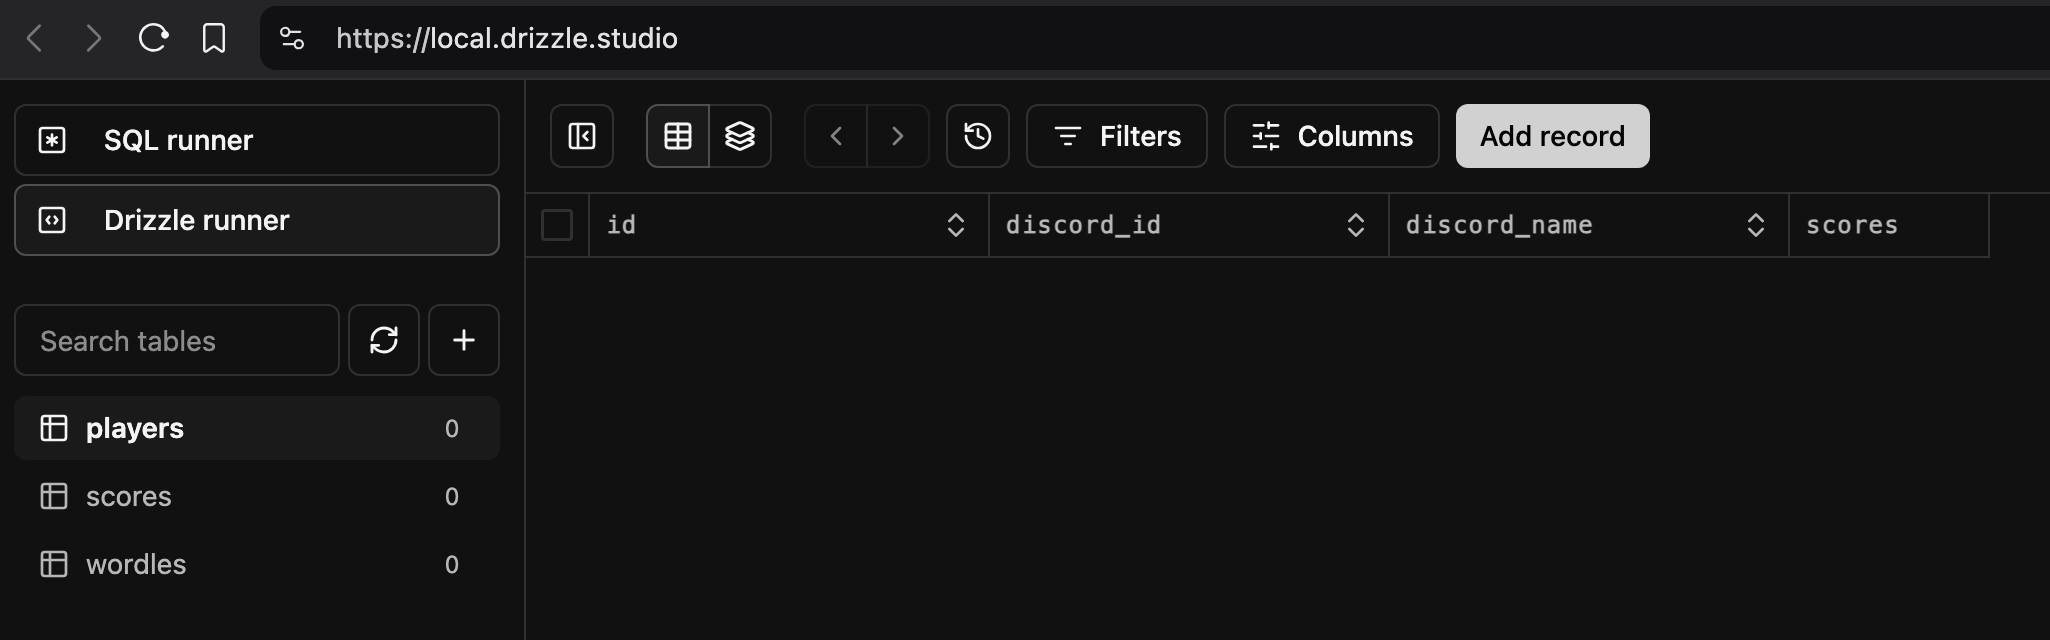 https://local.drizzle.studio
SQL runner
Drizzle runner
Search tables
players 0
scores 0
wordles 0
Filters
Columns
Add record
id discord_id discord_name scores